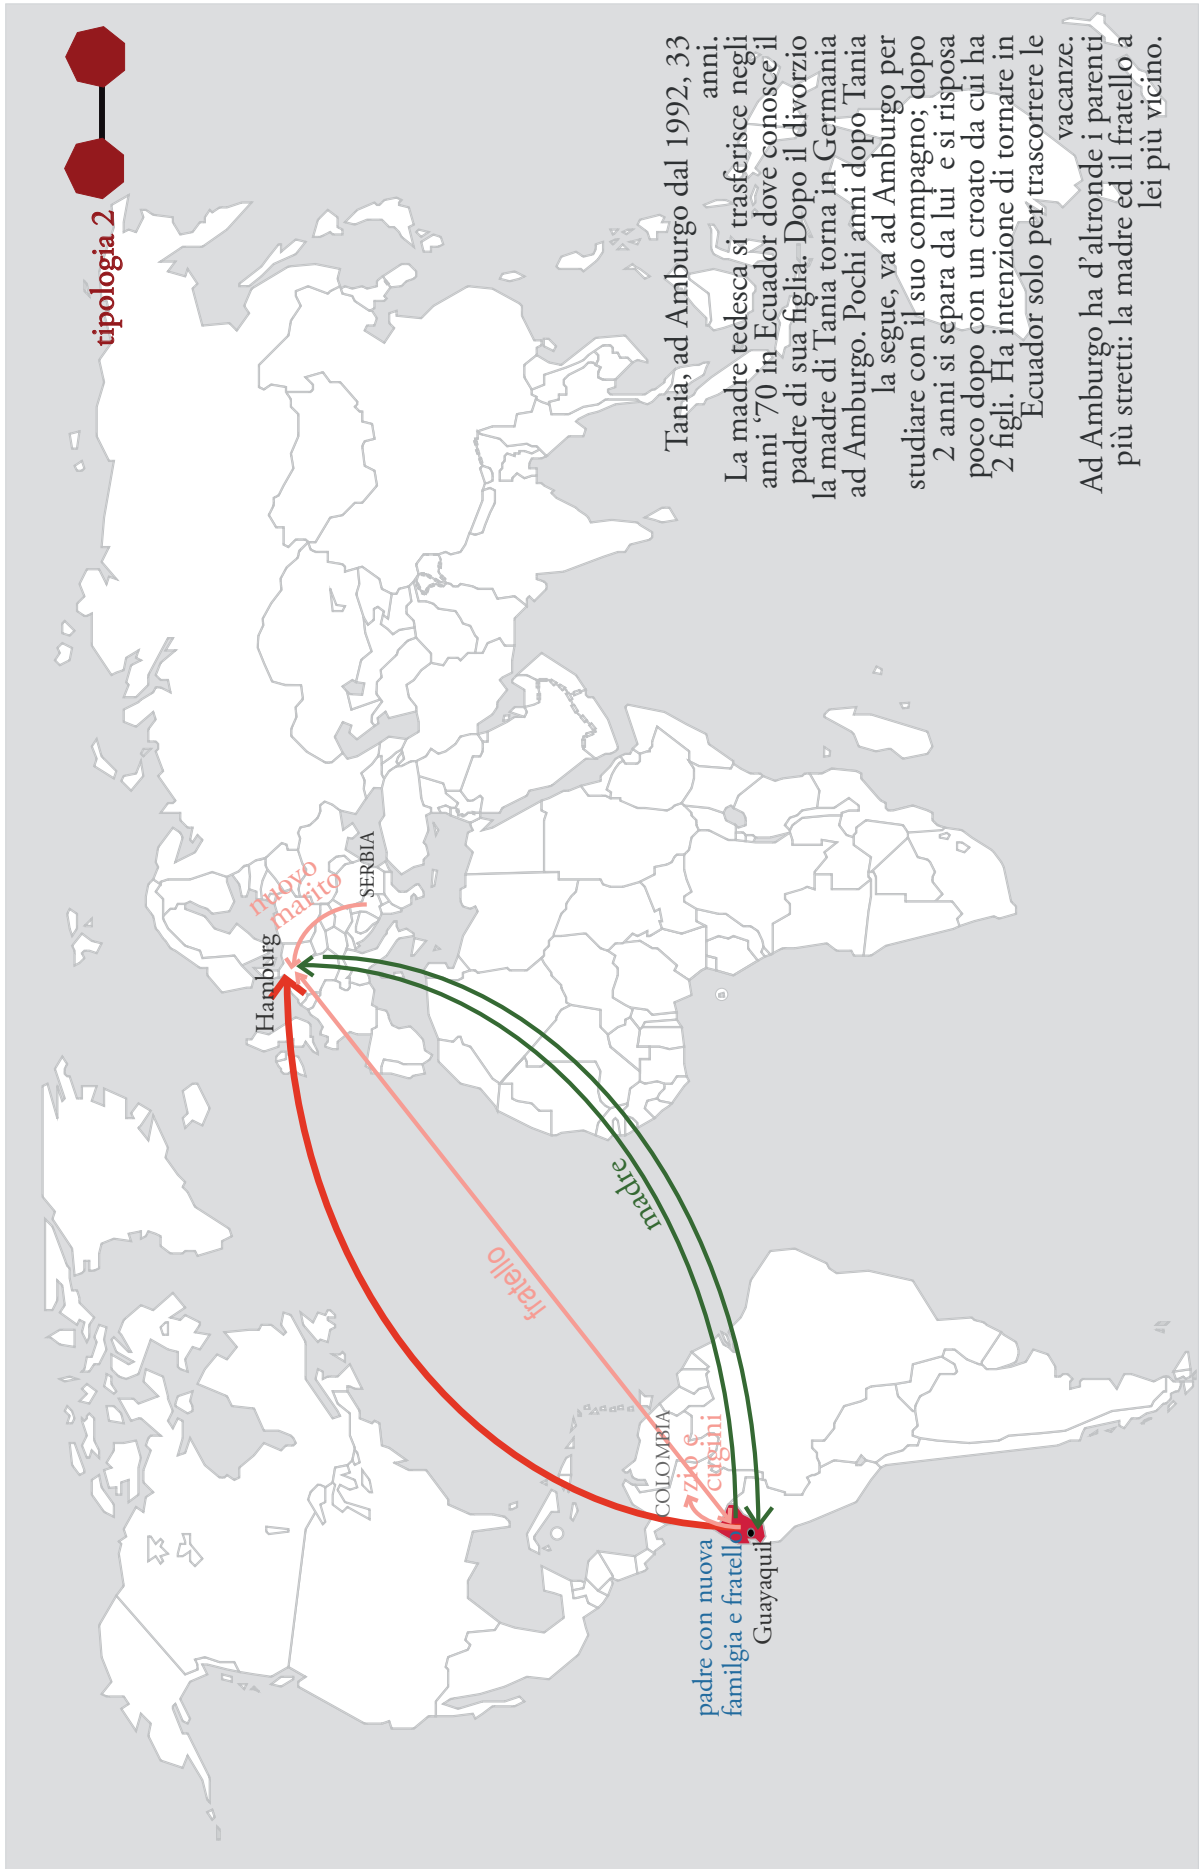 tipologia 2
nuovo
marito
SERBIA
Hamburg
madre
fratello
COLOMBIA
zio e
cugini
padre con nuova
familgia e fratello
Guayaquil
Tania, ad Amburgo dal 1992, 33
anni.
La madre tedesca si trasferisce negli
anni ‘70 in Ecuador dove conosce il
padre di sua figlia. Dopo il divorzio
la madre di Tania torna in Germania
ad Amburgo. Pochi anni dopo Tania
la segue, va ad Amburgo per
studiare con il suo compagno; dopo
2 anni si separa da lui e si risposa
poco dopo con un croato da cui ha
2 figli. Ha intenzione di tornare in
Ecuador solo per trascorrere le
vacanze.
Ad Amburgo ha d’altronde i parenti
più stretti: la madre ed il fratello a
lei più vicino.